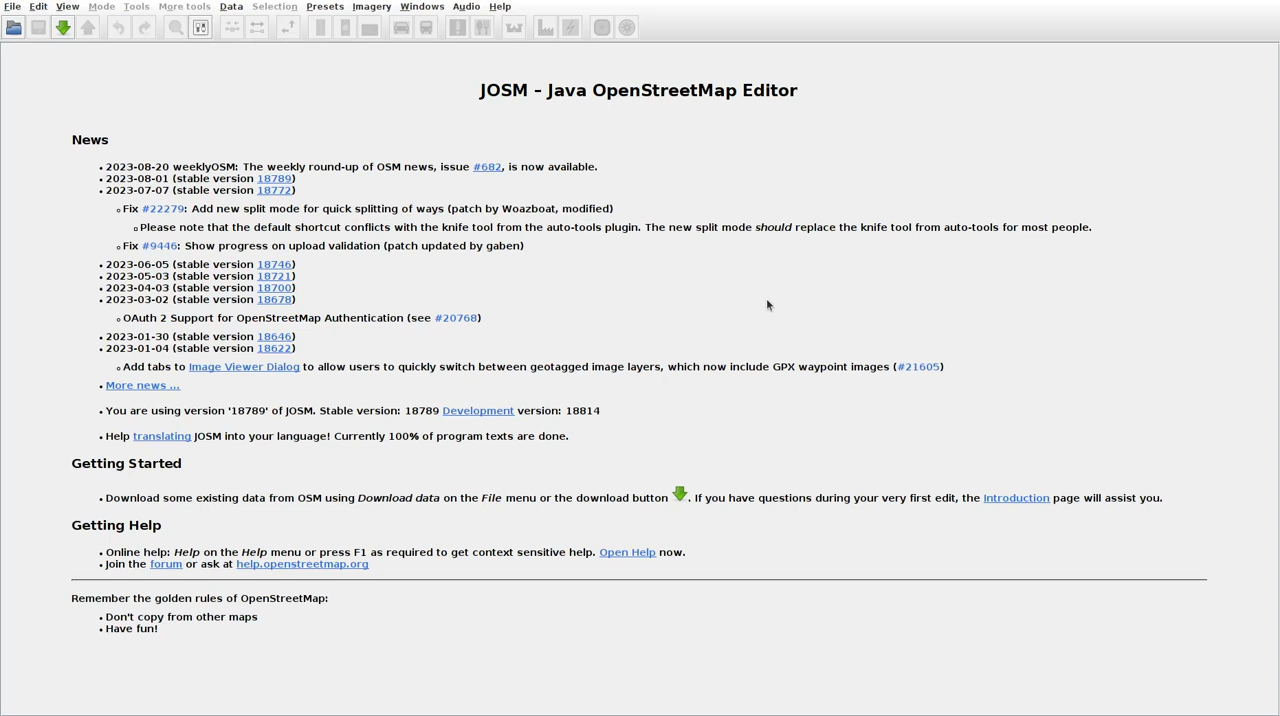 File Edit View Mode Tools More tools Data Selection Presets Imagery Windows Audio Help
JOSM – Java OpenStreetMap Editor
News
2023-08-20 weeklyOSM: The weekly round-up of OSM news, issue #682, is now available.
2023-08-01 (stable version 18789)
2023-07-07 (stable version 18772)
Fix #22279: Add new split mode for quick splitting of ways (patch by Woazboat, modified)
Please note that the default shortcut conflicts with the knife tool from the auto-tools plugin. The new split mode should replace the knife tool from auto-tools for most people.
Fix #9446: Show progress on upload validation (patch updated by gaben)
2023-06-05 (stable version 18746)
2023-05-03 (stable version 18721)
2023-04-03 (stable version 18700)
2023-03-02 (stable version 18678)
OAuth 2 Support for OpenStreetMap Authentication (see #20768)
2023-01-30 (stable version 18646)
2023-01-04 (stable version 18622)
Add tabs to Image Viewer Dialog to allow users to quickly switch between geotagged image layers, which now include GPX waypoint images (#21605)
More news ...
You are using version '18789' of JOSM. Stable version: 18789 Development version: 18814
Help translating JOSM into your language! Currently 100% of program texts are done.
Getting Started
Download some existing data from OSM using Download data on the File menu or the download button . If you have questions during your very first edit, the Introduction page will assist you.
Getting Help
Online help: Help on the Help menu or press F1 as required to get context sensitive help. Open Help now.
Join the forum or ask at help.openstreetmap.org
Remember the golden rules of OpenStreetMap:
Don't copy from other maps
Have fun!